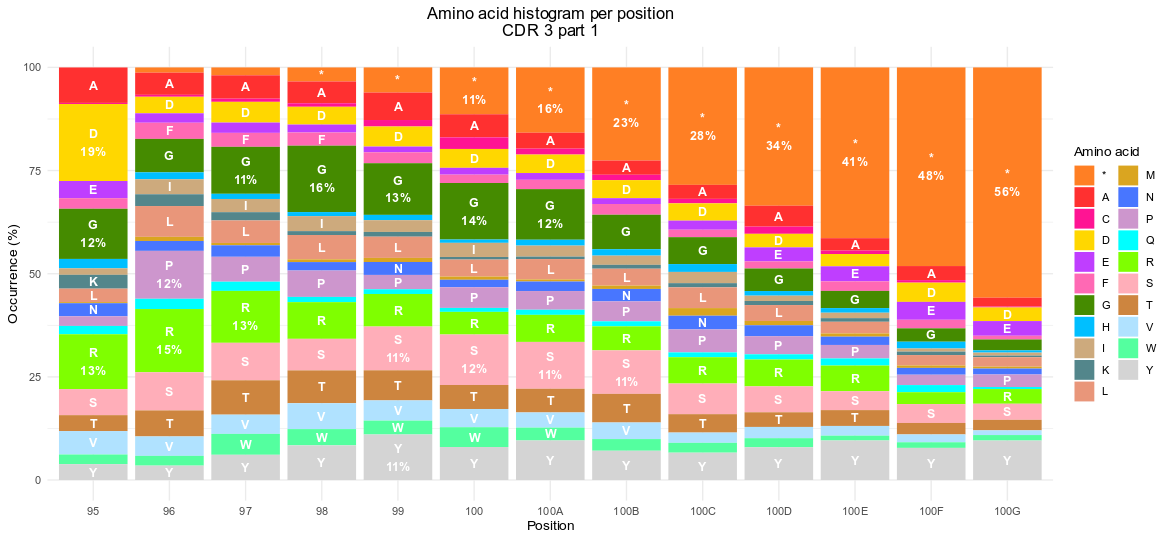 Amino acid histogram per position
CDR 3 part 1
Occurrence (%)
100
75
50
25
0
A
D
19%
E
G
12%
K
L
N
R
13%
S
T
V
Y
A
D
F
G
I
L
P
12%
R
15%
S
T
V
Y
A
D
F
G
11%
I
L
P
R
13%
S
T
V
W
Y
*
A
D
F
G
16%
I
L
P
R
S
T
V
W
Y
*
A
D
G
13%
L
N
P
R
S
11%
T
V
W
Y
11%
*
11%
A
D
G
14%
I
L
P
R
S
12%
T
V
W
Y
*
16%
A
D
G
12%
L
P
R
S
11%
T
V
W
Y
*
23%
A
D
G
L
N
P
R
S
11%
T
V
Y
*
28%
A
D
G
L
N
P
R
S
T
Y
*
34%
A
D
E
G
L
P
R
S
T
Y
*
41%
A
E
G
P
R
S
T
Y
*
48%
A
D
E
G
S
Y
*
56%
D
E
P
R
S
Y
95 96 97 98 99 100 100A 100B 100C 100D 100E 100F 100G
Position
Amino acid
* M
A N
C P
D Q
E R
F S
G T
H V
I W
K Y
L